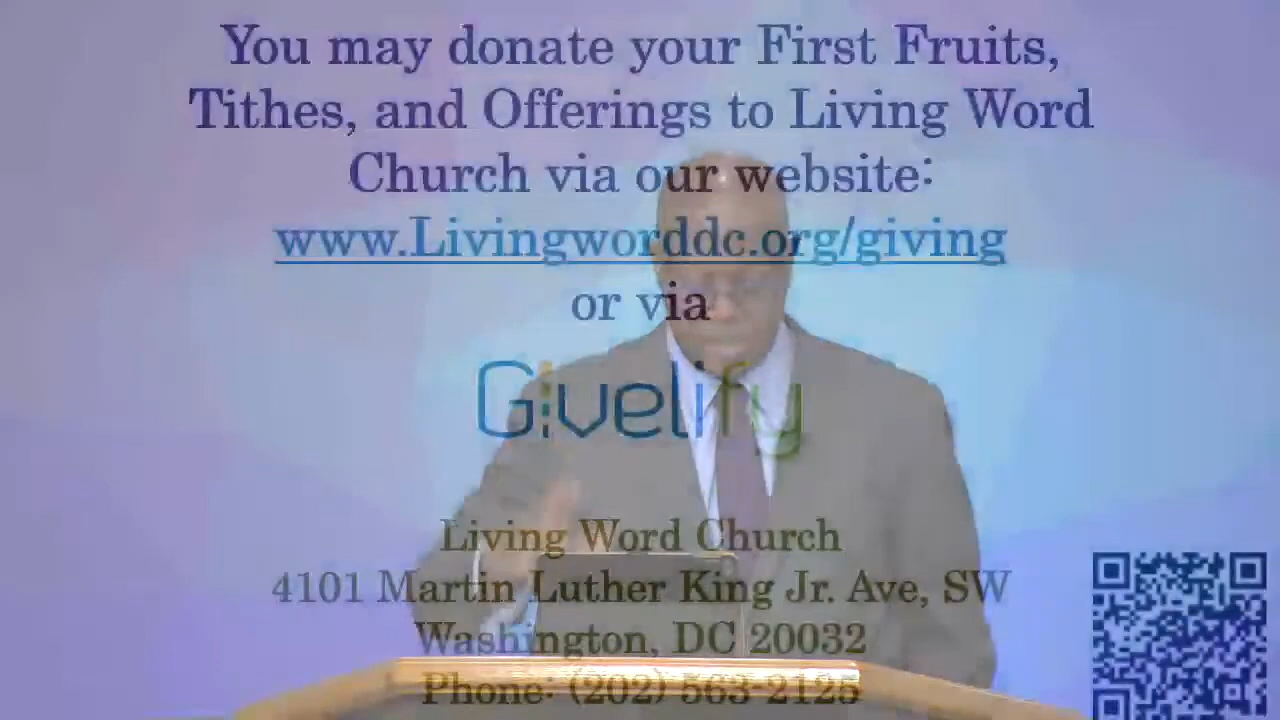 You may donate your First Fruits,
Tithes, and Offerings to Living Word
Church via our website:
www.Livingworddc.org/giving
or via
Givelify
Living Word Church
4101 Martin Luther King Jr. Ave, SW
Washington, DC 20032
Phone: (202) 563-2125